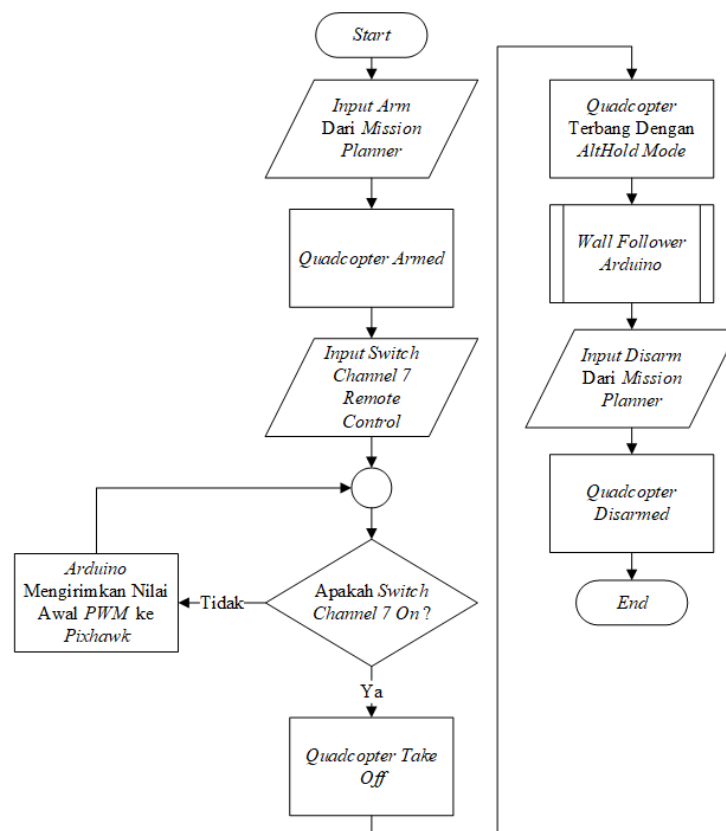 Start
Input Arm
Dari Mission
Planner
Quadcopter Armed
Input Switch
Channel 7
Remote
Control
Apakah Switch
Channel 7 On ?
Tidak
Arduino
Mengirimkan Nilai
Awal PWM ke
Pixhawk
Ya
Quadcopter Take
Off
Quadcopter
Terbang Dengan
AltHold Mode
Wall Follower
Arduino
Input Disarm
Dari Mission
Planner
Quadcopter
Disarmed
End